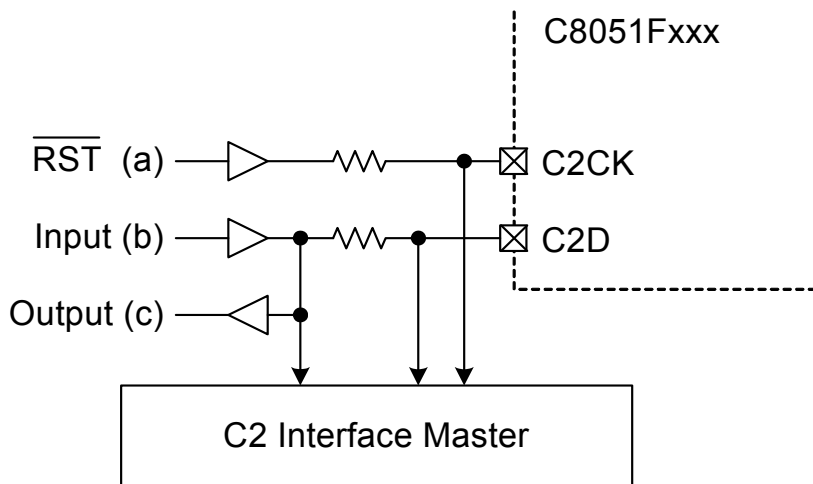 C8051Fxxx
RST (a)
C2CK
Input (b)
C2D
Output (c)
C2 Interface Master